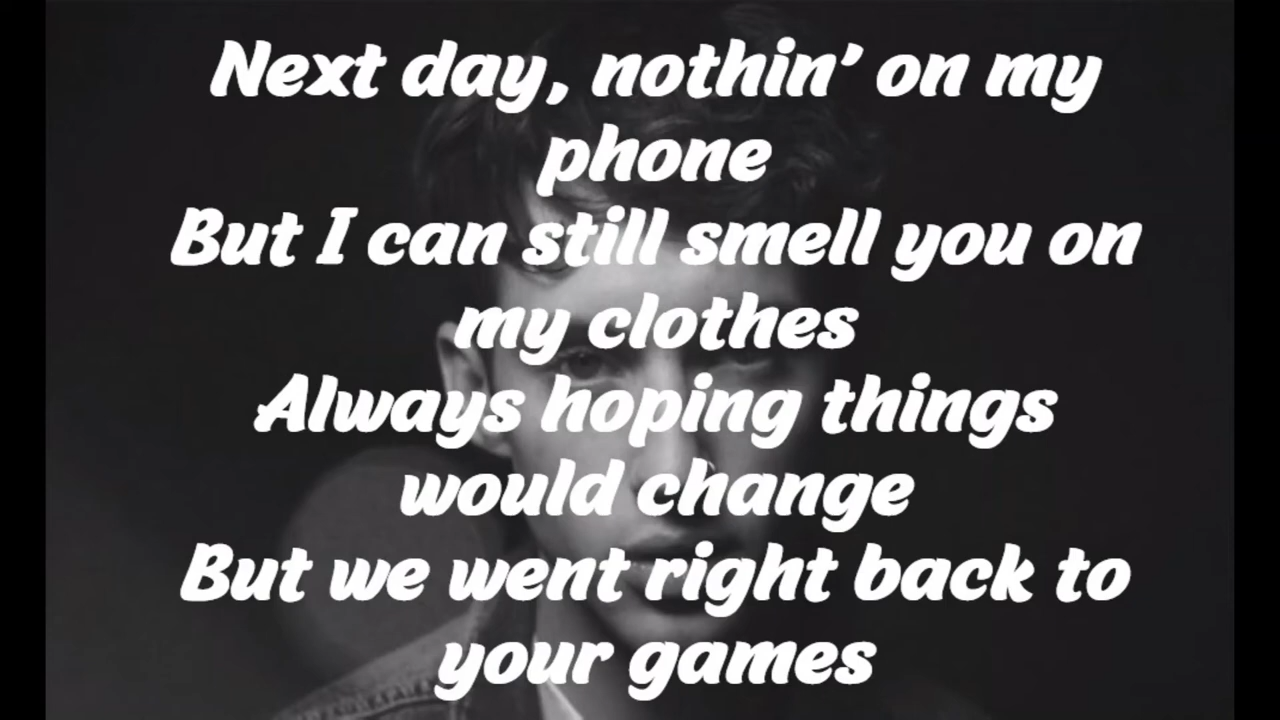 Next day, nothin' on my
phone
But I can still smell you on
my clothes
Always hoping things
would change
But we went right back to
your games